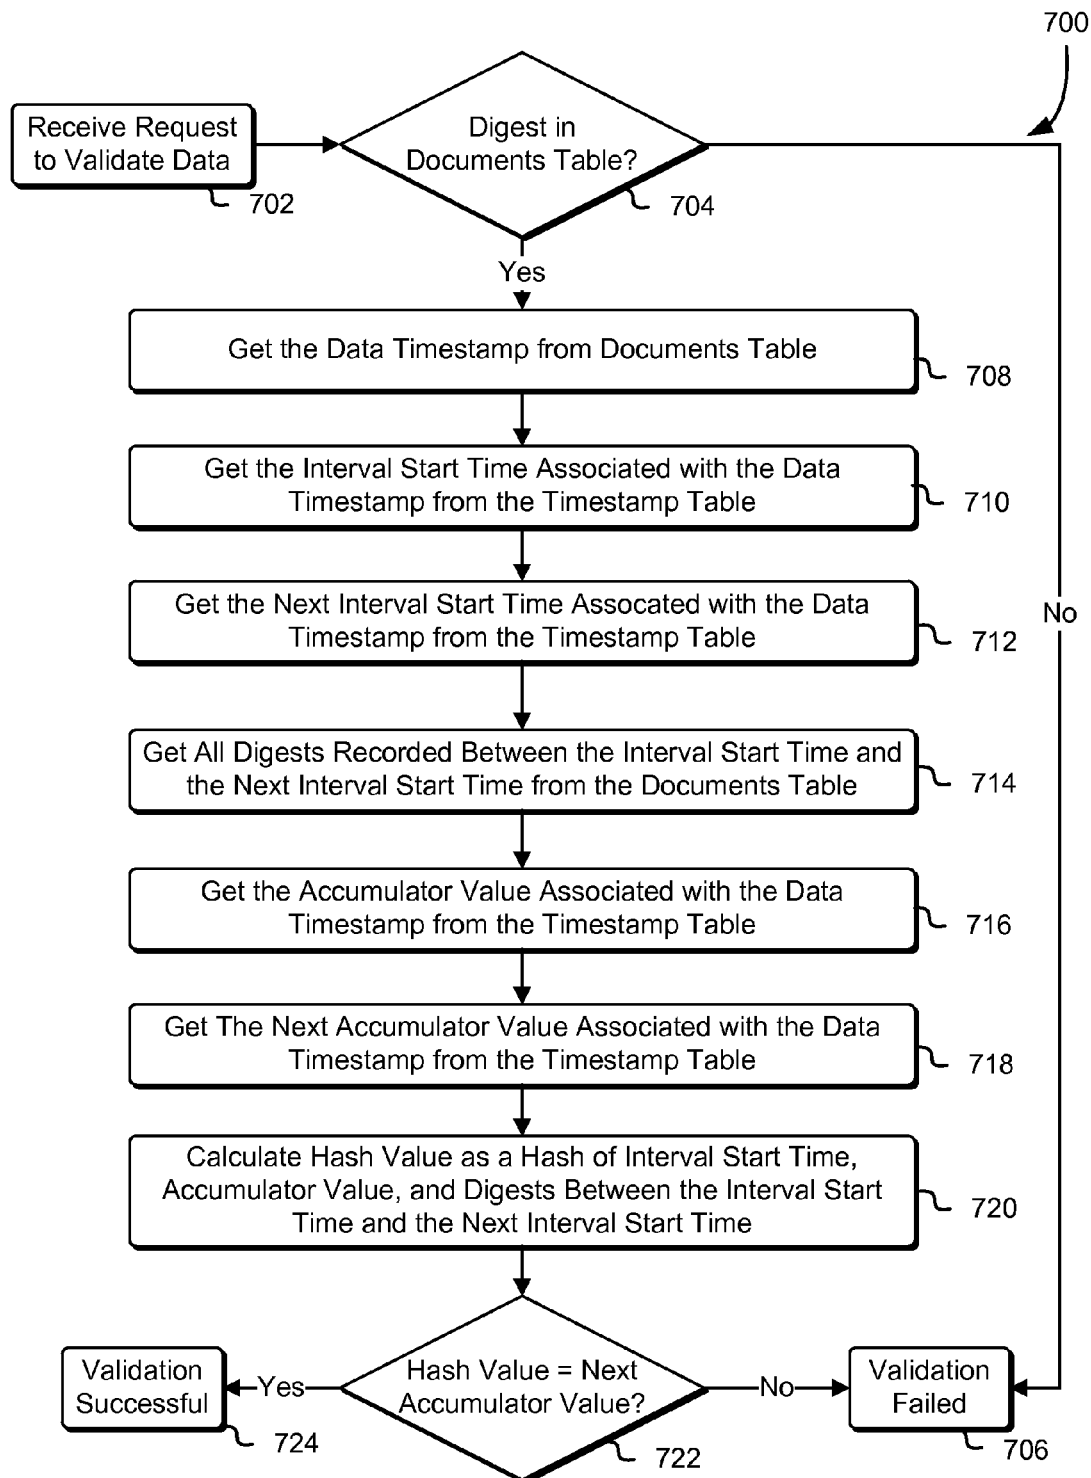 700
Receive Request
to Validate Data
702
Digest in
Documents Table?
704
Yes
Get the Data Timestamp from Documents Table
708
Get the Interval Start Time Associated with the Data
Timestamp from the Timestamp Table
710
Get the Next Interval Start Time Assocated with the Data
Timestamp from the Timestamp Table
712
No
Get All Digests Recorded Between the Interval Start Time and
the Next Interval Start Time from the Documents Table
714
Get the Accumulator Value Associated with the Data
Timestamp from the Timestamp Table
716
Get The Next Accumulator Value Associated with the Data
Timestamp from the Timestamp Table
718
Calculate Hash Value as a Hash of Interval Start Time,
Accumulator Value, and Digests Between the Interval Start
Time and the Next Interval Start Time
720
Hash Value = Next
Accumulator Value?
722
Yes
Validation
Successful
724
No
Validation
Failed
706